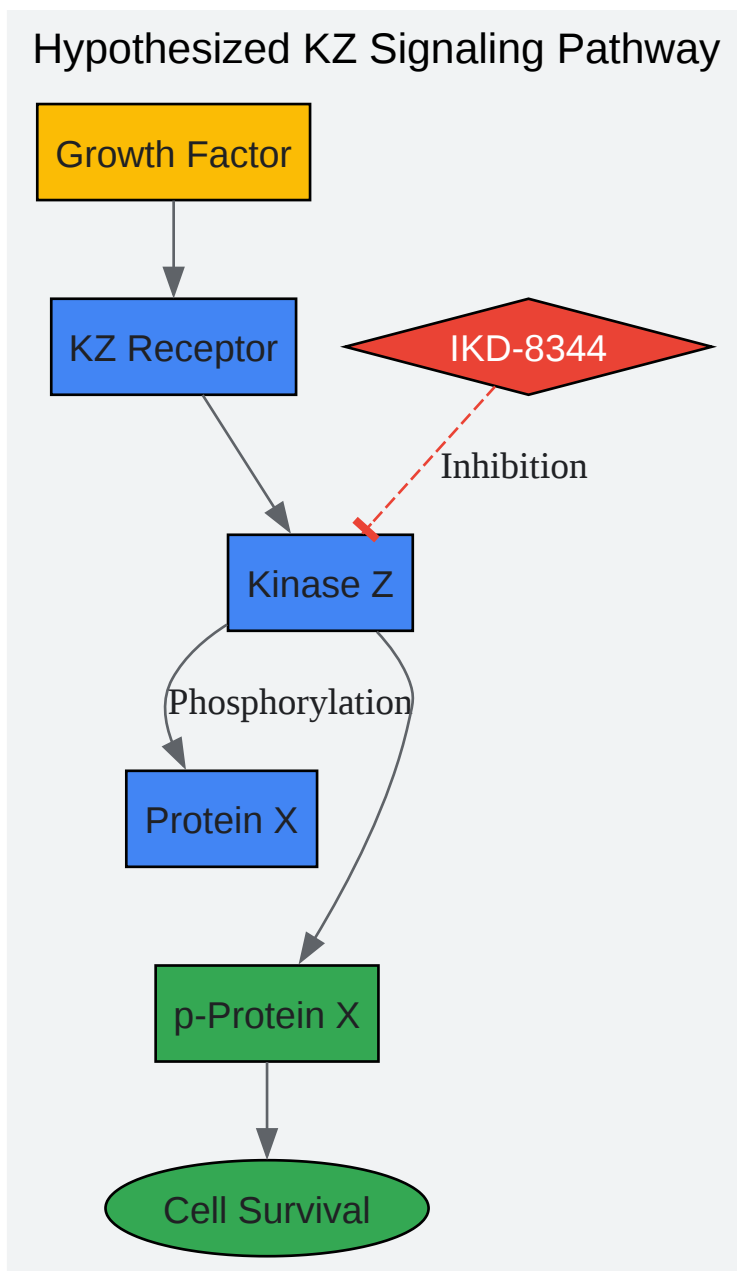 Hypothesized KZ Signaling Pathway
Growth Factor
KZ Receptor
IKD-8344
Inhibition
Kinase Z
Phosphorylation
Protein X
p-Protein X
Cell Survival